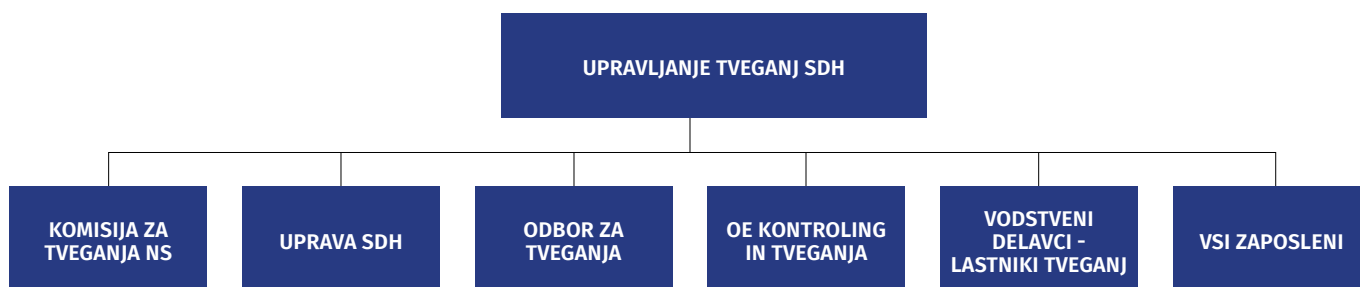 UPRAVLJANJE TVEGANJ SDH
KOMISIJA ZA
TVEGANJA NS
UPRAVA SDH
ODBOR ZA
TVEGANJA
OE KONTROLING
IN TVEGANJA
VODSTVENI
DELAVCI -
LASTNIKI TVEGANJ
VSI ZAPOSLENI